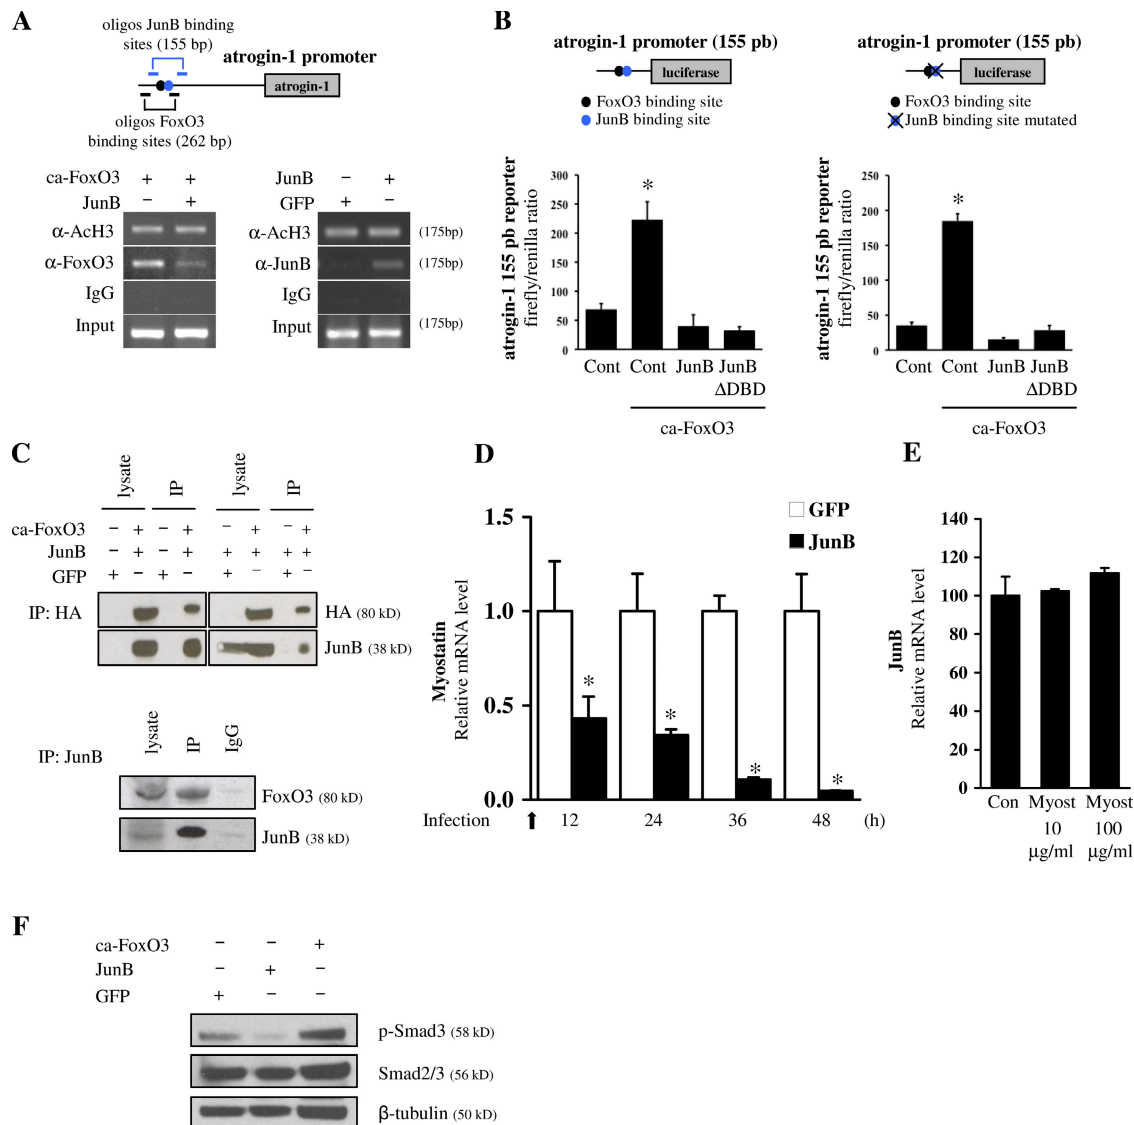 A
oligos JunB binding
sites (155 bp)
atrogin-1 promoter
atrogin-1
oligos FoxO3
binding sites (262 bp)
ca-FoxO3 + +
JunB − +
α-AcH3
α-FoxO3
IgG
Input
JunB − +
GFP + −
α-AcH3 (175bp)
α-JunB (175bp)
IgG
Input (175bp)
B
atrogin-1 promoter (155 pb)
luciferase
FoxO3 binding site
JunB binding site
atrogin-1 155 pb reporter
firefly/renilla ratio
300
250
200
150
100
50
0
*
Cont Cont JunB JunB
ΔDBD
ca-FoxO3
atrogin-1 promoter (155 pb)
luciferase
FoxO3 binding site
JunB binding site mutated
atrogin-1 155 pb reporter
firefly/renilla ratio
250
200
150
100
50
0
*
Cont Cont JunB JunB
ΔDBD
ca-FoxO3
C
lysate IP lysate IP
ca-FoxO3 − + − + − + − +
JunB − + − + + + + +
GFP + + + − + −
IP: HA HA (80 kD)
JunB (38 kD)
IP: JunB
lysate IP IgG
FoxO3 (80 kD)
JunB (38 kD)
D
GFP
JunB
Myostatin
Relative mRNA level
1.5
1.0
0.5
0.0
* * * *
Infection 12 24 36 48 (h)
E
JunB
Relative mRNA level
140
120
100
80
60
40
20
0
Con Myost Myost
10 100
µg/ml µg/ml
F
ca-FoxO3 − − +
JunB − + −
GFP + − −
p-Smad3 (58 kD)
Smad2/3 (56 kD)
β-tubulin (50 kD)